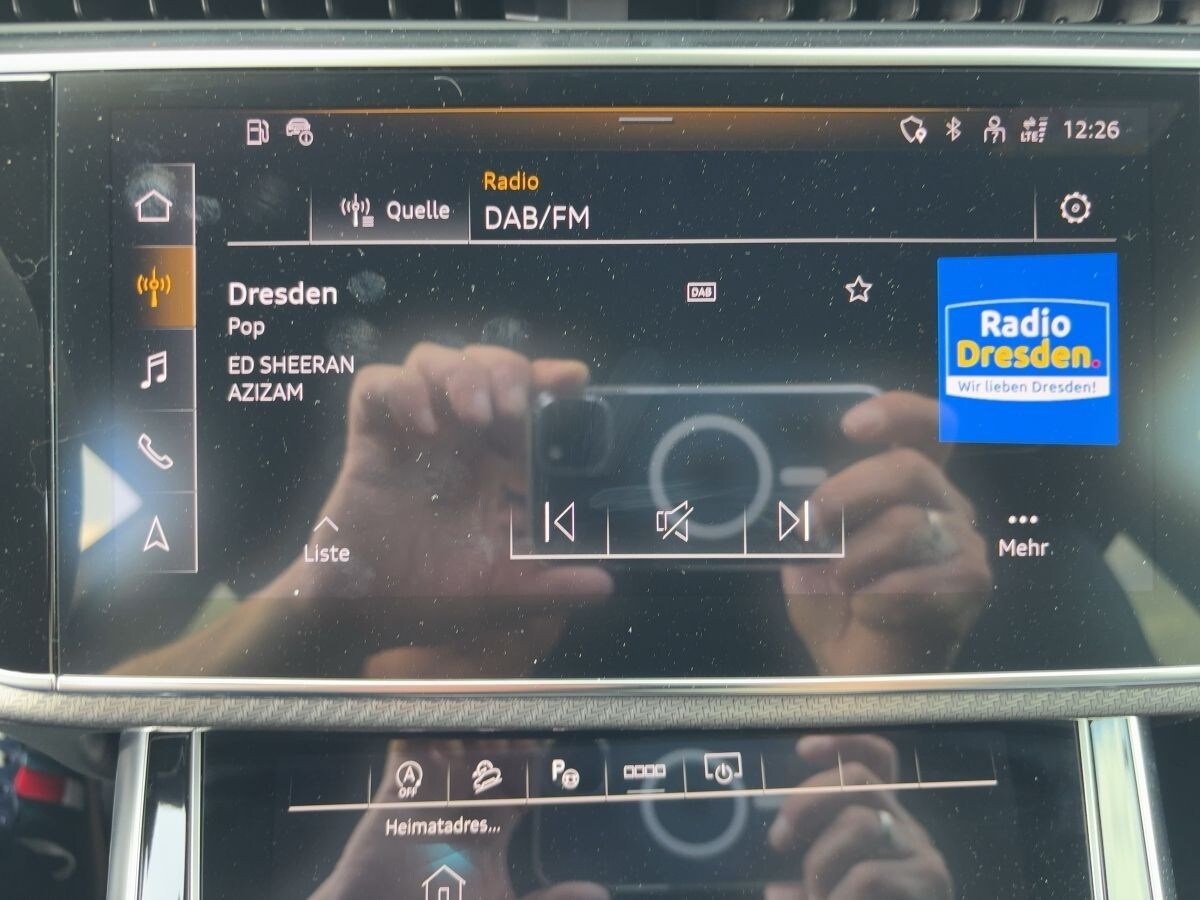 LTE
12:26
Radio
Quelle
DAB/FM
Dresden
DAB
Pop
ED SHEERAN
AZIZAM
Radio
Dresden.
Wir lieben Dresden!
Liste
Mehr
A
OFF
P
Heimatadres...